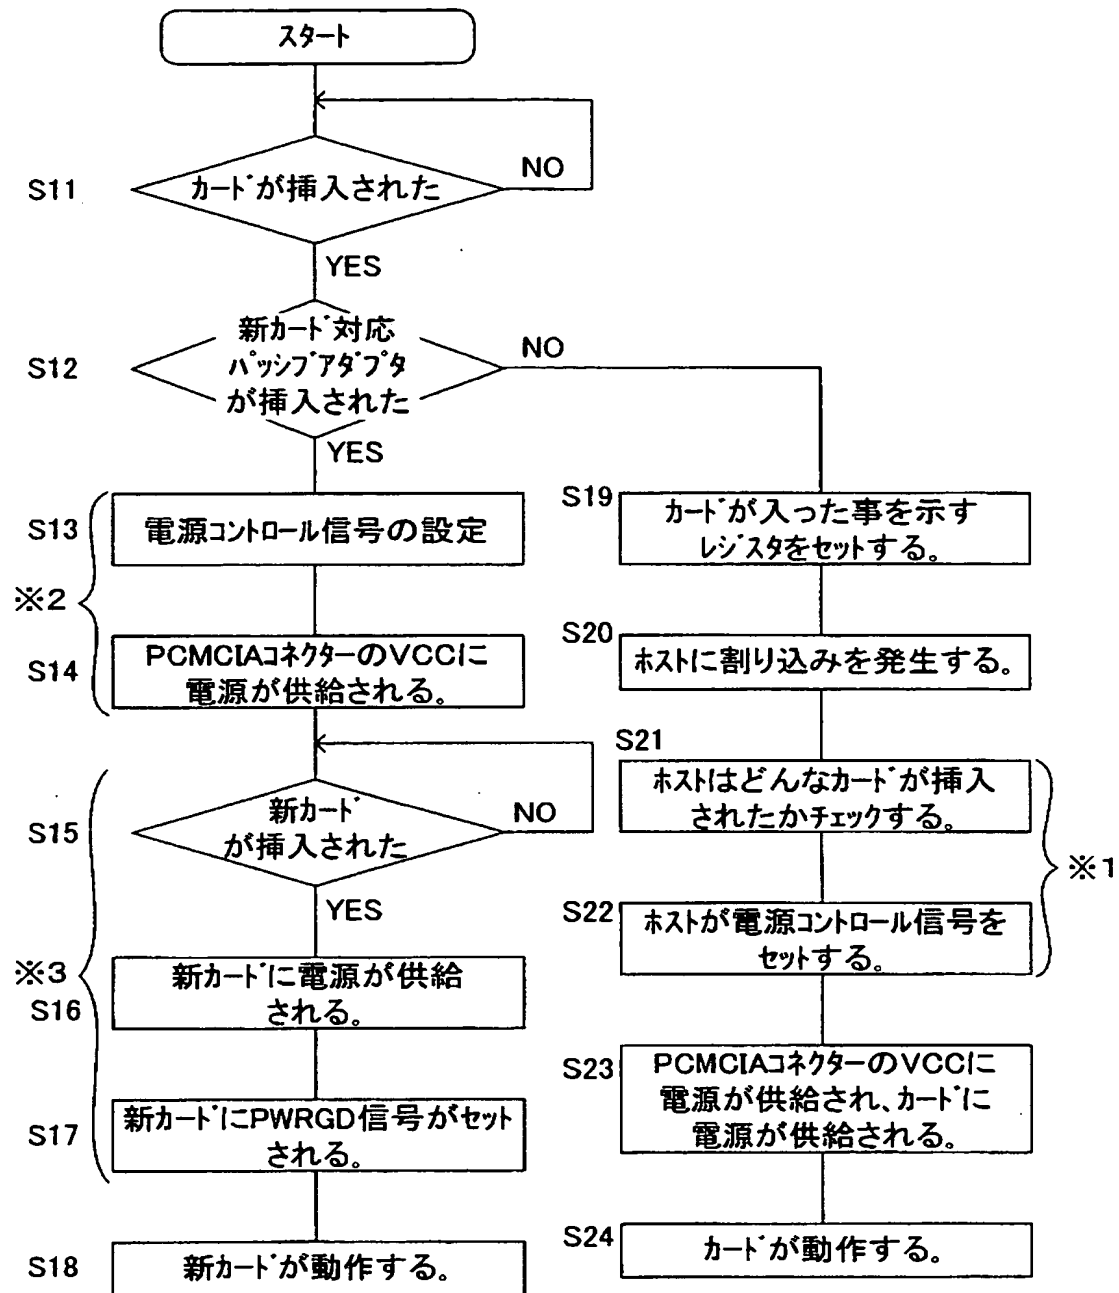 スタート
S11
カードが挿入された
NO
YES
S12
新カード対応
パッシブアダプタ
が挿入された
NO
YES
S13
電源コントロール信号の設定
※2
S14
PCMCIAコネクターのVCCに
電源が供給される。
S15
新カード
が挿入された
NO
YES
※3
S16
新カードに電源が供給
される。
S17
新カードにPWRGD信号がセット
される。
S18
新カードが動作する。
S19
カードが入った事を示す
レジスタをセットする。
S20
ホストに割り込みを発生する。
S21
ホストはどんなカードが挿入
されたかチェックする。
※1
S22
ホストが電源コントロール信号を
セットする。
S23
PCMCIAコネクターのVCCに
電源が供給され、カードに
電源が供給される。
S24
カードが動作する。